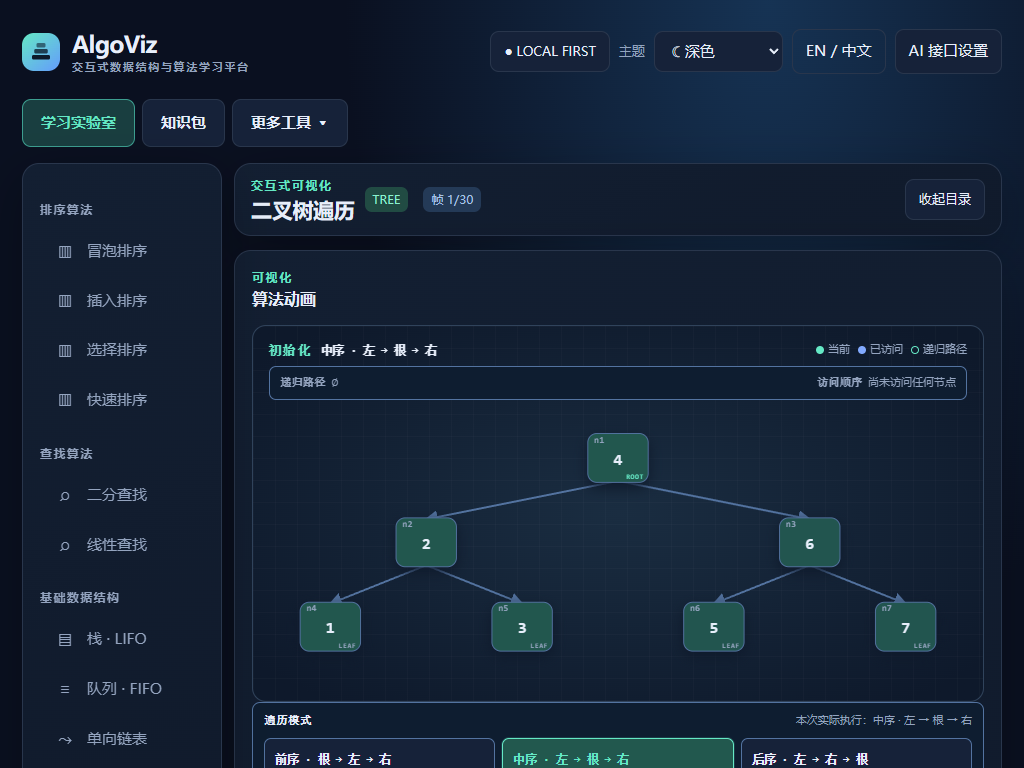 AlgoViz
交互式数据结构与算法学习平台
● LOCAL FIRST
主题
☾ 深色
EN / 中文
AI 接口设置
学习实验室
知识包
更多工具 ▾
排序算法
▥ 冒泡排序
▥ 插入排序
▥ 选择排序
▥ 快速排序
查找算法
⌕ 二分查找
⌕ 线性查找
基础数据结构
▤ 栈 · LIFO
≡ 队列 · FIFO
⤳ 单向链表
交互式可视化
二叉树遍历
TREE
帧 1/30
收起目录
可视化
算法动画
初始化 中序 · 左 → 根 → 右
当前 已访问 递归路径
递归路径 ∅
访问顺序 尚未访问任何节点
n1
4
ROOT
n2
2
n3
6
n4
1
LEAF
n5
3
LEAF
n6
5
LEAF
n7
7
LEAF
遍历模式
本次实际执行：中序 · 左 → 根 → 右
前序 · 根 → 左 → 右
中序 · 左 → 根 → 右
后序 · 左 → 右 → 根